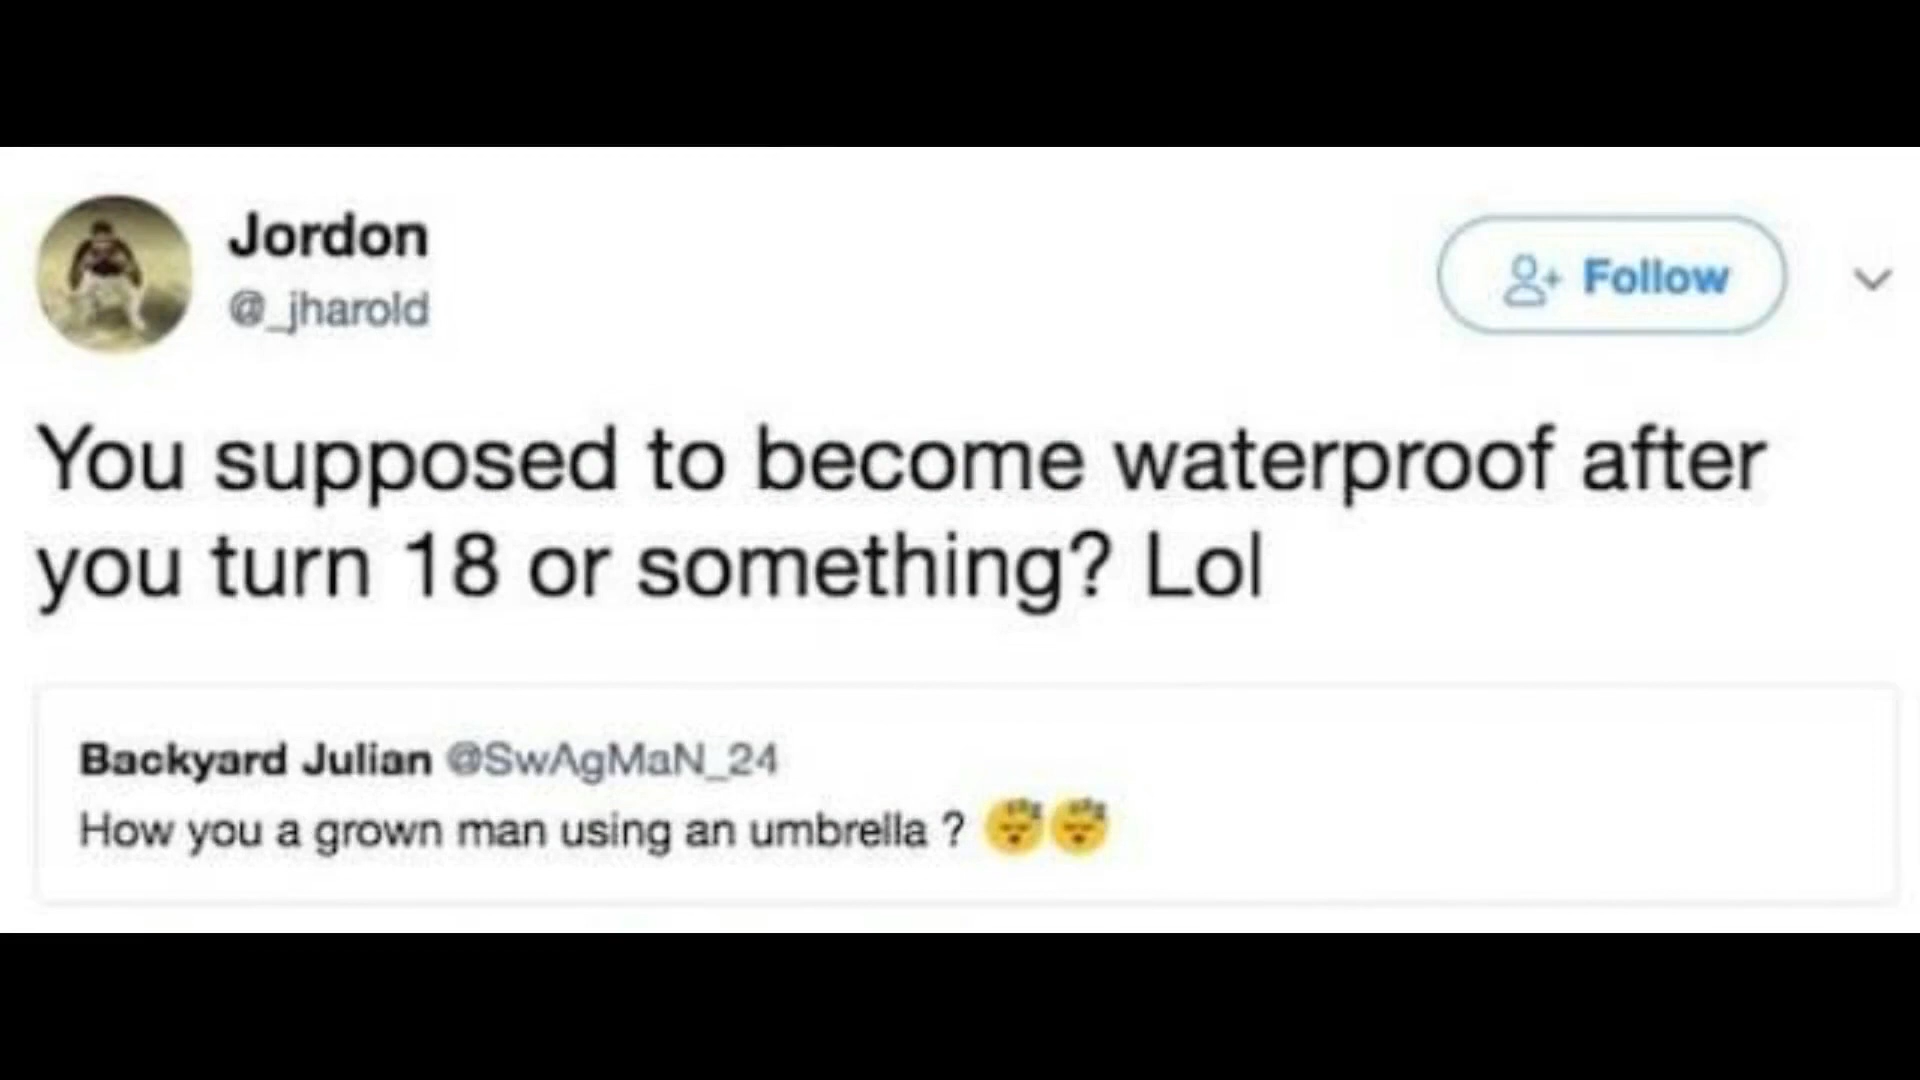 Jordon
@_jharold
Follow
You supposed to become waterproof after
you turn 18 or something? Lol
Backyard Julian @SwAgMaN_24
How you a grown man using an umbrella ? 😴😴